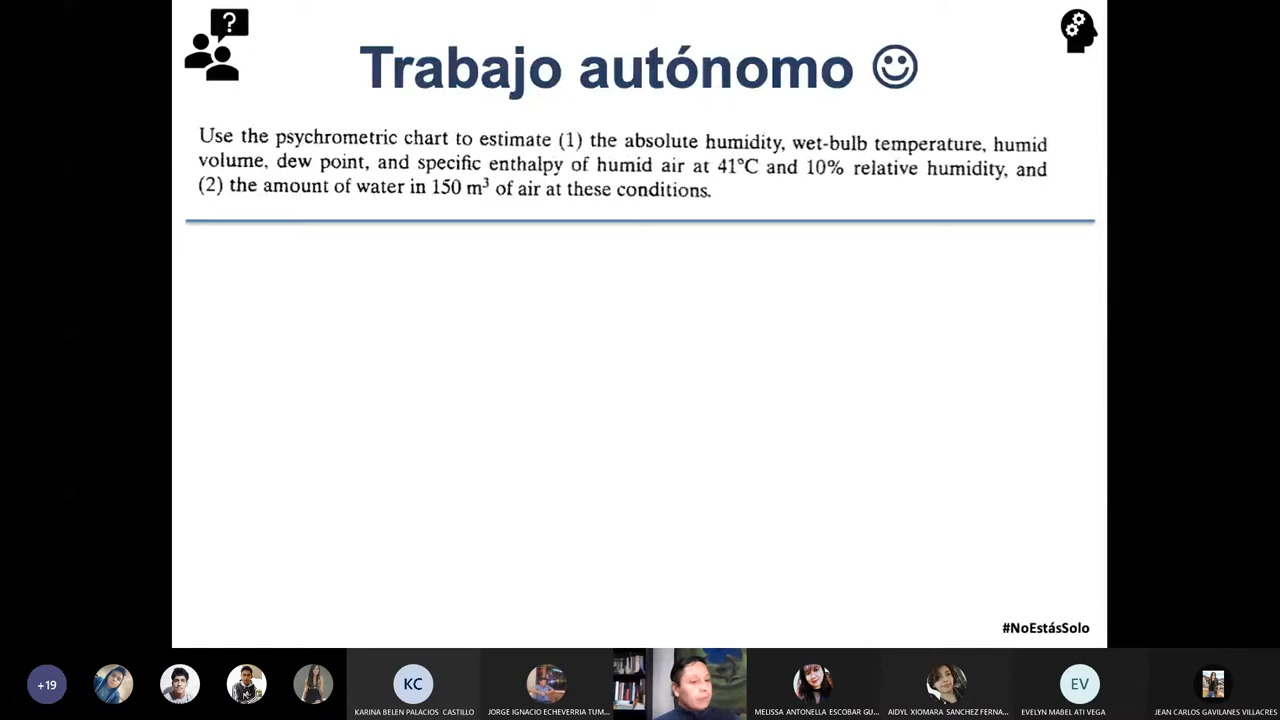 ?
Trabajo autónomo ☺
Use the psychrometric chart to estimate (1) the absolute humidity, wet-bulb temperature, humid
volume, dew point, and specific enthalpy of humid air at 41°C and 10% relative humidity, and
(2) the amount of water in 150 m³ of air at these conditions.
#NoEstásSolo
+19
KC
EV
KARINA BELEN PALACIOS CASTILLO
JORGE IGNACIO ECHEVERRIA TUM...
MELISSA ANTONELLA ESCOBAR GU...
AIDYL XIOMARA SANCHEZ FERNA...
EVELYN MABEL ATI VEGA
JEAN CARLOS GAVILANES VILLACRES